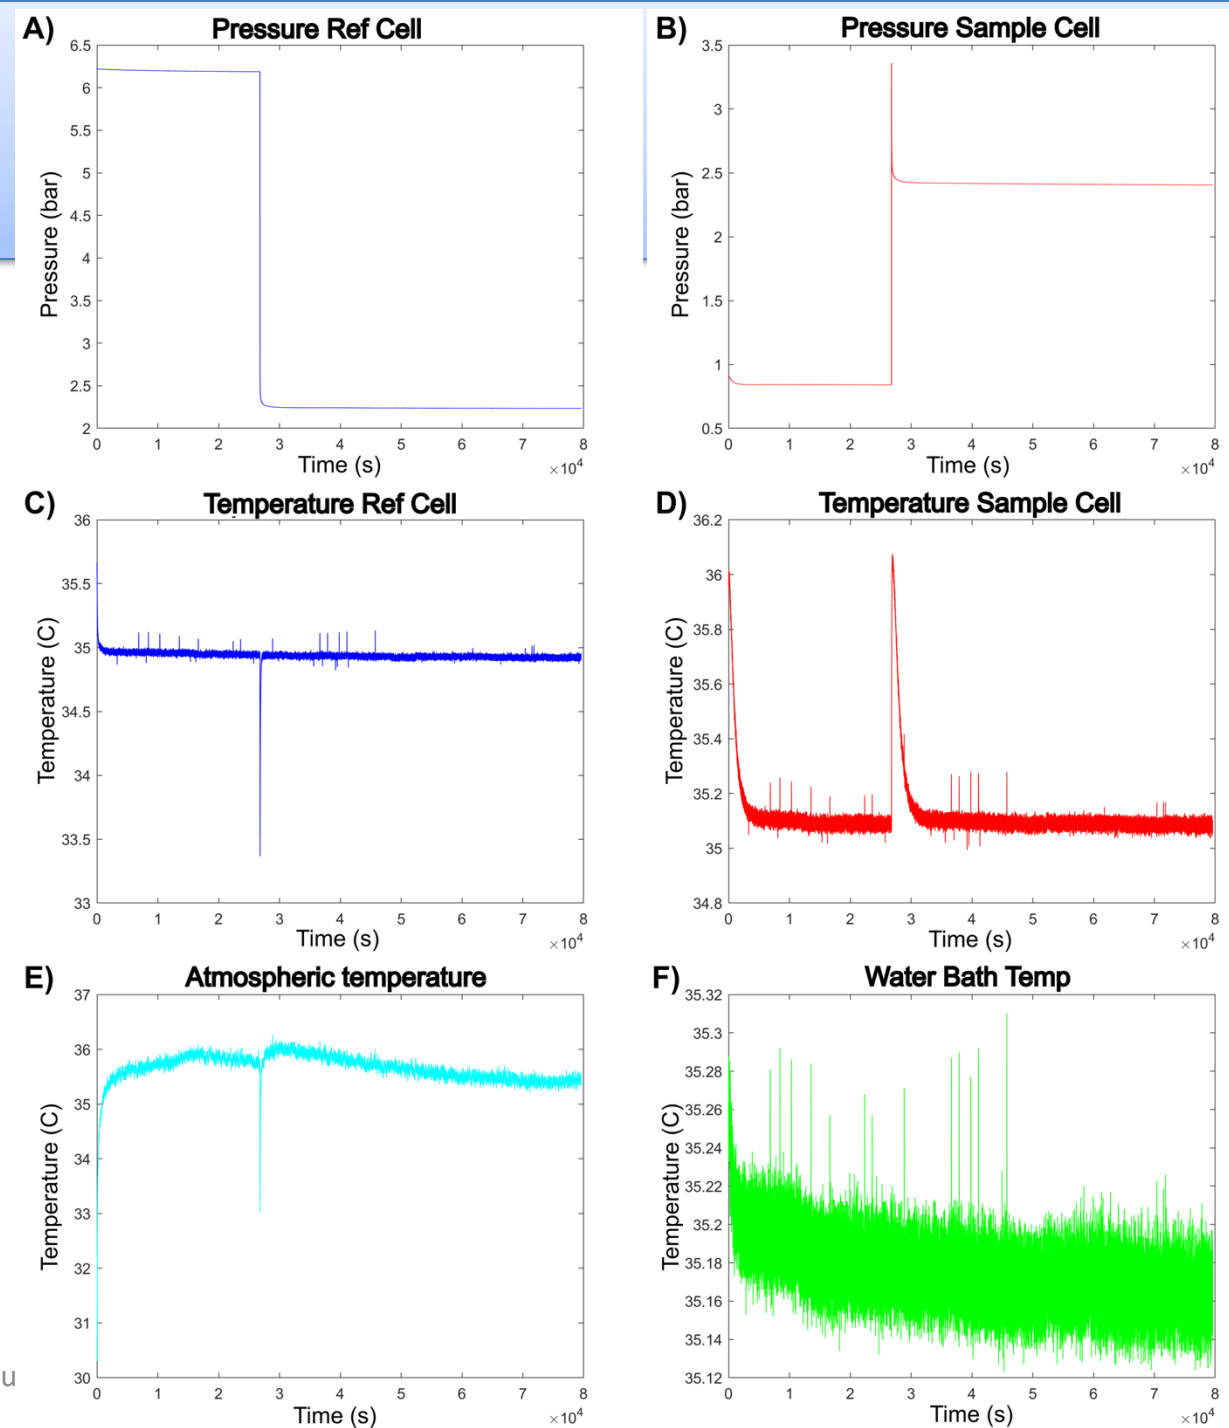 A) Pressure Ref Cell
6.5
6
5.5
5
4.5
4
3.5
3
2.5
2
Pressure (bar)
0 1 2 3 4 5 6 7 8
Time (s)
×10⁴
B) Pressure Sample Cell
3.5
3
2.5
2
1.5
1
0.5
Pressure (bar)
0 1 2 3 4 5 6 7 8
Time (s)
×10⁴
C) Temperature Ref Cell
36
35.5
35
34.5
34
33.5
33
Temperature (C)
0 1 2 3 4 5 6 7 8
Time (s)
×10⁴
D) Temperature Sample Cell
36.2
36
35.8
35.6
35.4
35.2
35
34.8
Temperature (C)
0 1 2 3 4 5 6 7 8
Time (s)
×10⁴
E) Atmospheric temperature
37
36
35
34
33
32
31
30
Temperature (C)
0 1 2 3 4 5 6 7 8
Time (s)
×10⁴
F) Water Bath Temp
35.32
35.3
35.28
35.26
35.24
35.22
35.2
35.18
35.16
35.14
35.12
Temperature (C)
0 1 2 3 4 5 6 7 8
Time (s)
×10⁴
u